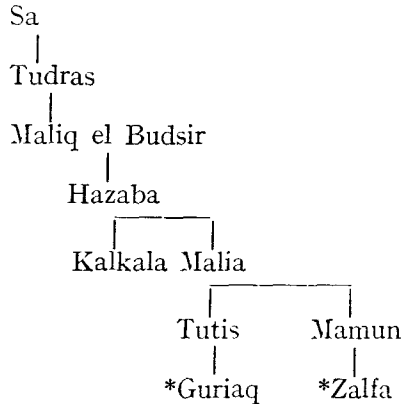 Sa
Tudras
Maliq el Budsir
Hazaba
Kalkala Malia
Tutis Mamun
*Guriaq *Zalfa